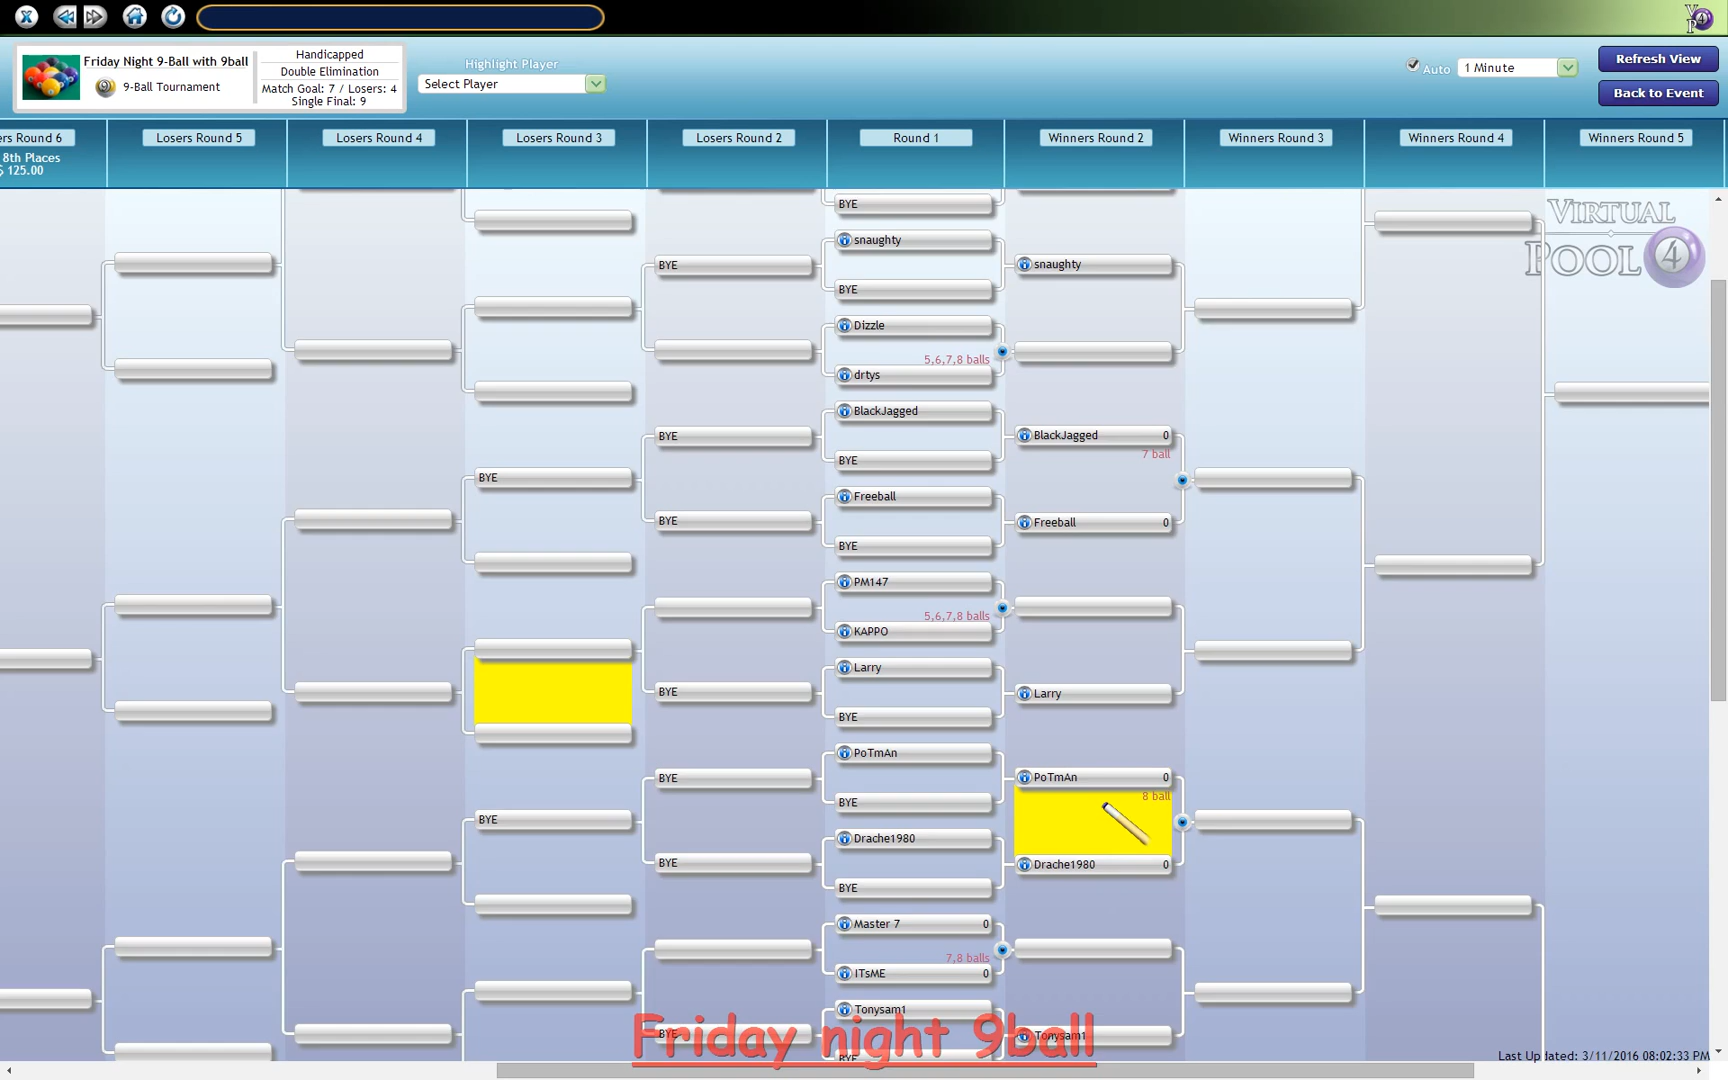 VP4
Friday Night 9-Ball with 9ball
9-Ball Tournament
Handicapped
Double Elimination
Match Goal: 7 / Losers: 4
Single Final: 9
Highlight Player
Select Player
Auto
1 Minute
Refresh View
Back to Event
ers Round 6
8th Places
$ 125.00
Losers Round 5
Losers Round 4
Losers Round 3
Losers Round 2
Round 1
Winners Round 2
Winners Round 3
Winners Round 4
Winners Round 5
VIRTUAL
POOL 4
BYE
snaughty
BYE
snaughty
BYE
Dizzle
5,6,7,8 balls
drtys
BlackJagged
BYE
BlackJagged 0
7 ball
BYE
BYE
Freeball
BYE
Freeball 0
BYE
PM147
5,6,7,8 balls
KAPPO
Larry
BYE
Larry
BYE
PoTmAn
BYE
PoTmAn 0
8 ball
BYE
BYE
Drache1980
BYE
Drache1980 0
BYE
Master 7 0
7,8 balls
ITsME 0
Tonysam1
BYE
Tonysam1
BYE
Friday night 9ball
Last Updated: 3/11/2016 08:02:33 PM